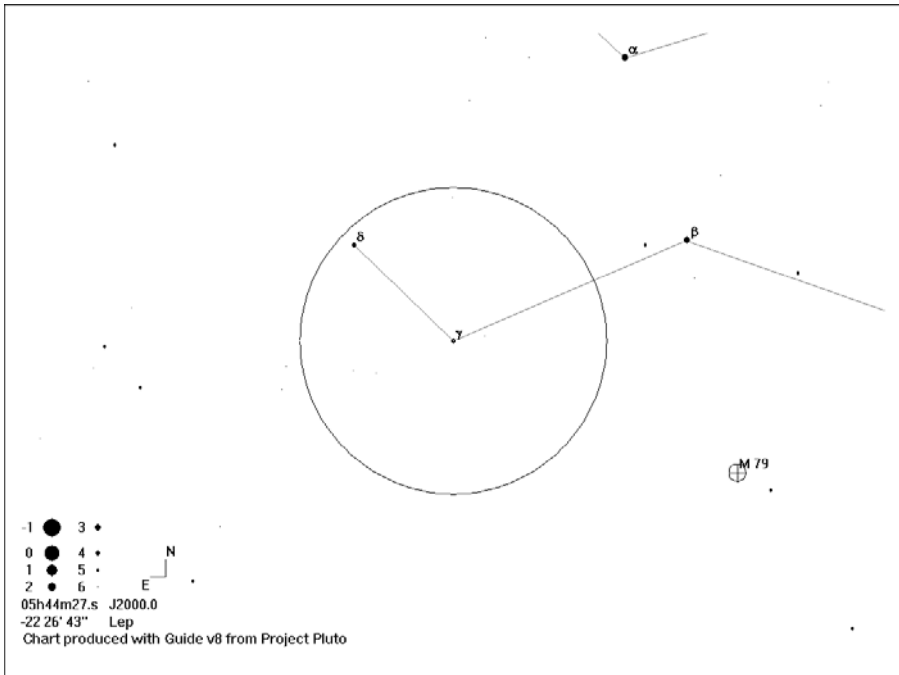 α
δ
β
γ
M 79
-1 3
0 4
1 5
2 6
N
E
05h44m27.s J2000.0
-22 26' 43" Lep
Chart produced with Guide v8 from Project Pluto